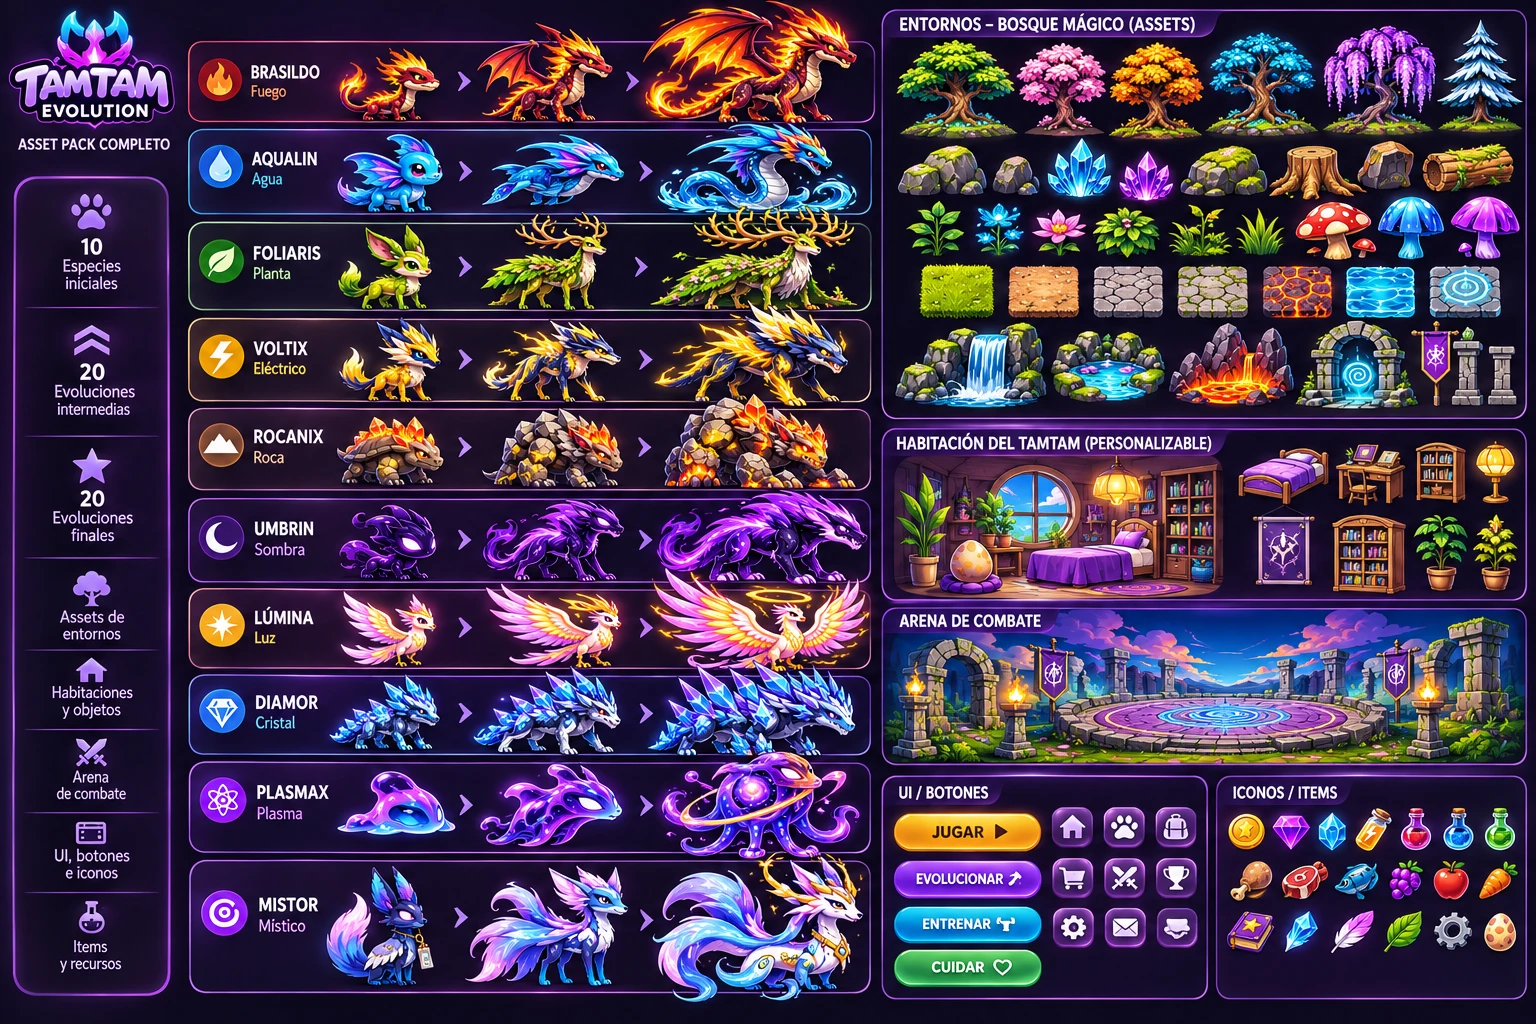 TAMTAM
EVOLUTION
ASSET PACK COMPLETO
10
Especies
iniciales
20
Evoluciones
intermedias
20
Evoluciones
finales
Assets de
entornos
Habitaciones
y objetos
Arena
de combate
UI, botones
e iconos
Items
y recursos
BRASILDO
Fuego
AQUALIN
Agua
FOLIARIS
Planta
VOLTIX
Eléctrico
ROCANIX
Roca
UMBRIN
Sombra
LÚMINA
Luz
DIAMOR
Cristal
PLASMAX
Plasma
MISTOR
Místico
ENTORNOS – BOSQUE MÁGICO (ASSETS)
HABITACIÓN DEL TAMTAM (PERSONALIZABLE)
ARENA DE COMBATE
UI / BOTONES
JUGAR
EVOLUCIONAR
ENTRENAR
CUIDAR
ICONOS / ITEMS